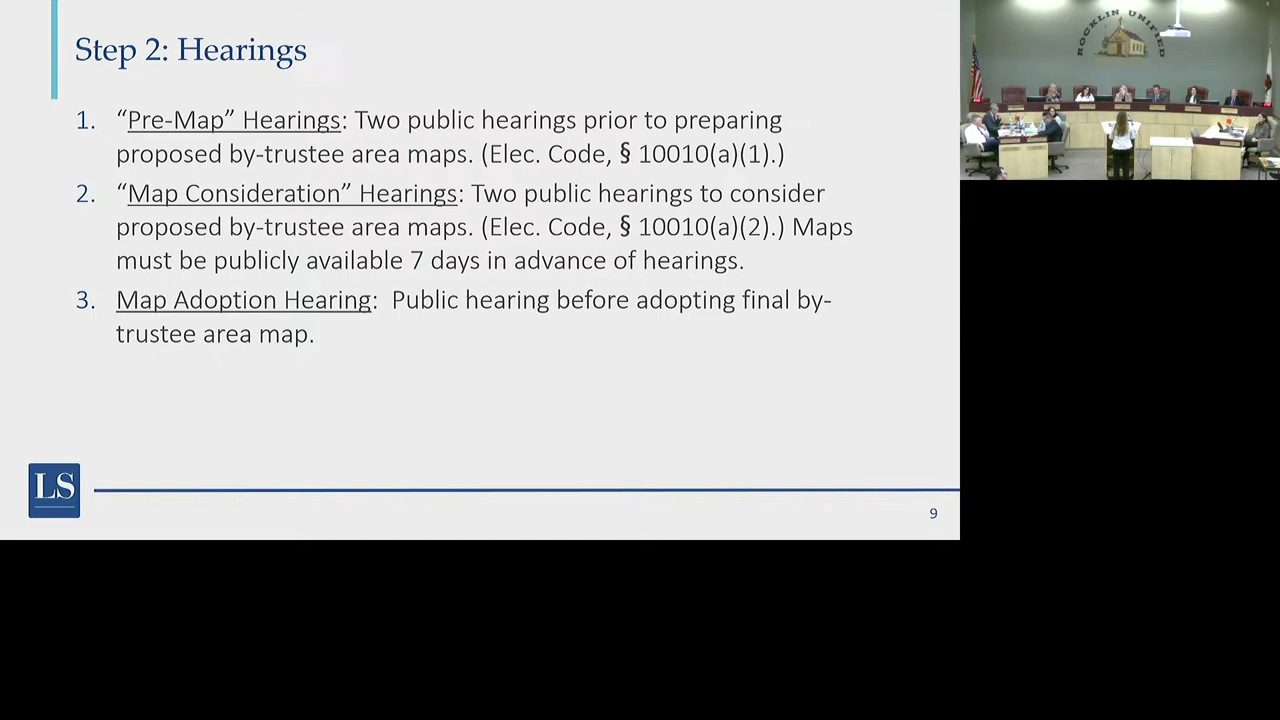 Step 2: Hearings
1. “Pre-Map” Hearings: Two public hearings prior to preparing
proposed by-trustee area maps. (Elec. Code, § 10010(a)(1).)
2. “Map Consideration” Hearings: Two public hearings to consider
proposed by-trustee area maps. (Elec. Code, § 10010(a)(2).) Maps
must be publicly available 7 days in advance of hearings.
3. Map Adoption Hearing:  Public hearing before adopting final by-
trustee area map.
LS
9
ROCKLIN UNIFIED